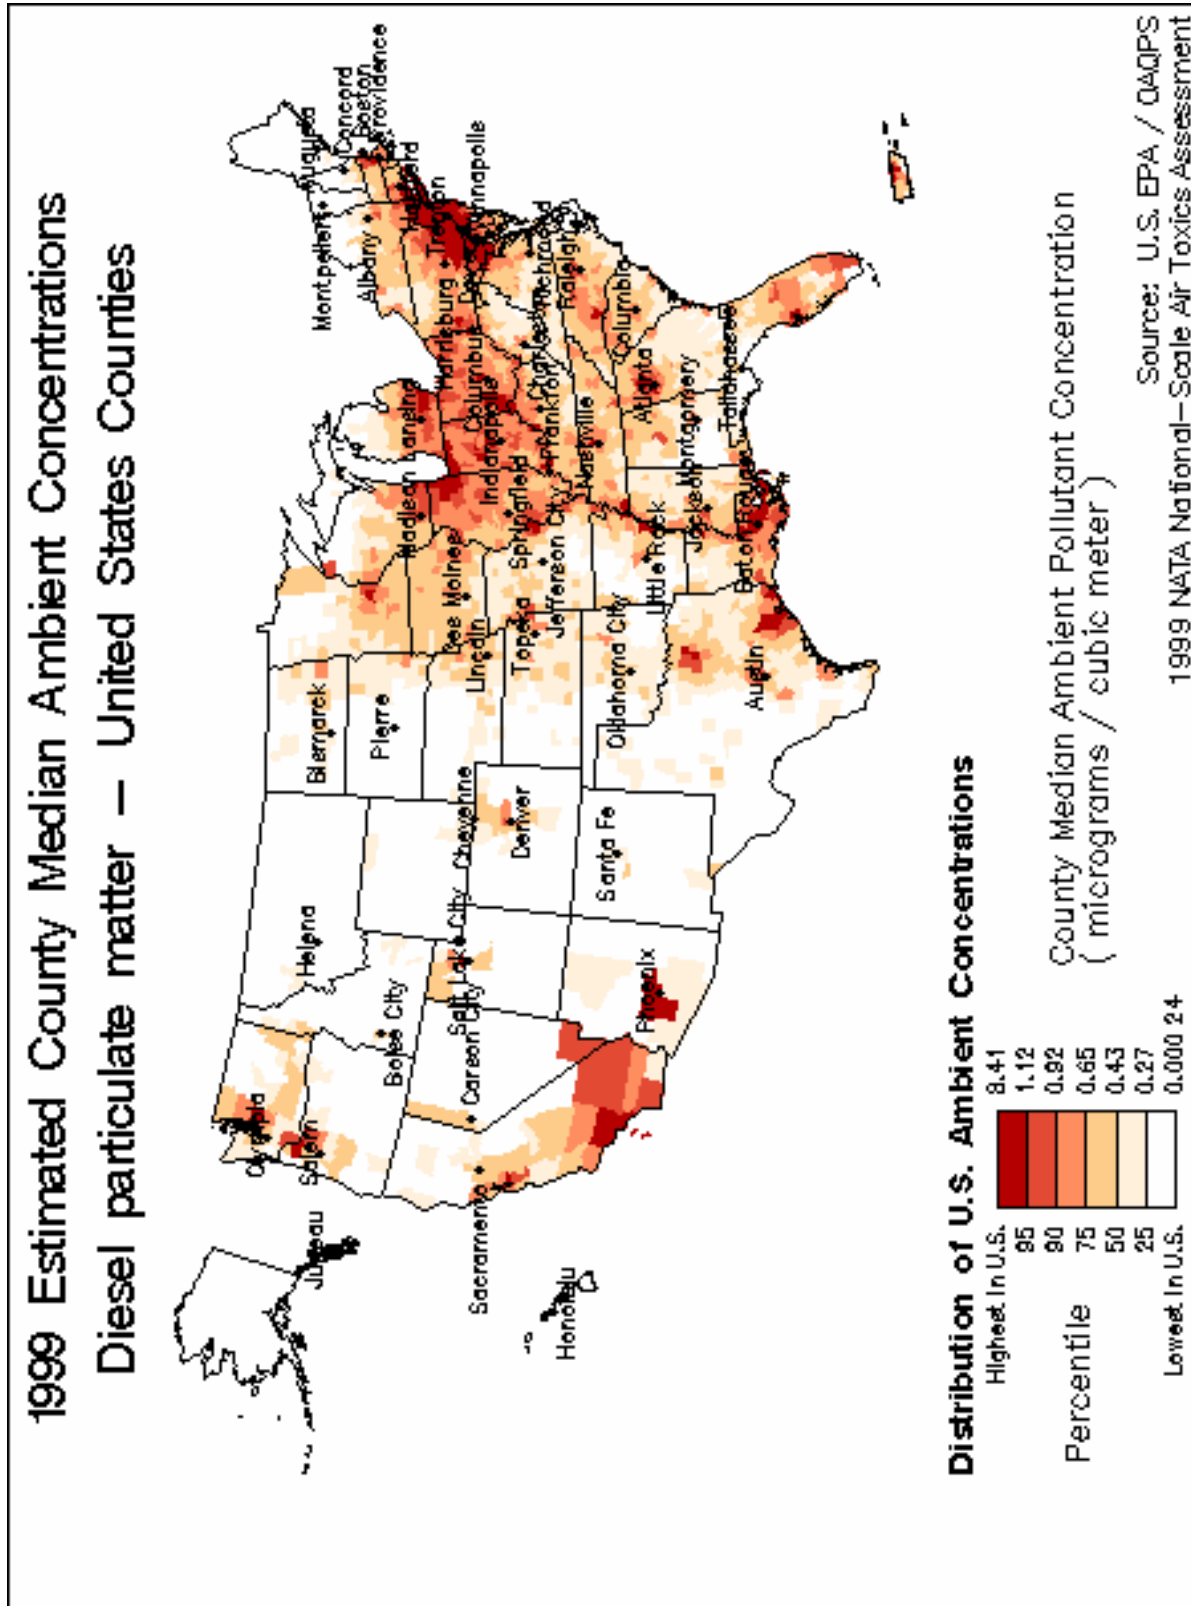 1999 Estimated County Median Ambient Concentrations
Diesel particulate matter – United States Counties
Juneau
Honolulu
Olympia
Salem
Sacramento
Carson City
Boise City
Helena
Salt Lake City
Phoenix
Cheyenne
Denver
Santa Fe
Bismarck
Pierre
Lincoln
Topeka
Oklahoma City
Austin
Des Moines
Jefferson City
Little Rock
Baton Rouge
Madison
Springfield
Jackson
Lansing
Indianapolis
Frankfort
Nashville
Montgomery
Atlanta
Tallahassee
Columbus
Harrisburg
Columbia
Raleigh
Albany
Montpelier
Trenton
Augusta
Concord
Boston
Providence
Distribution of U.S. Ambient Concentrations
Highest In U.S. 8.41
95 1.12
90 0.92
75 0.65
50 0.43
25 0.27
Lowest In U.S. 0.000 24
Percentile
County Median Ambient Pollutant Concentration
( micrograms / cubic meter )
Source: U.S. EPA / OAQPS
1999 NATA National–Scale Air Toxics Assessment